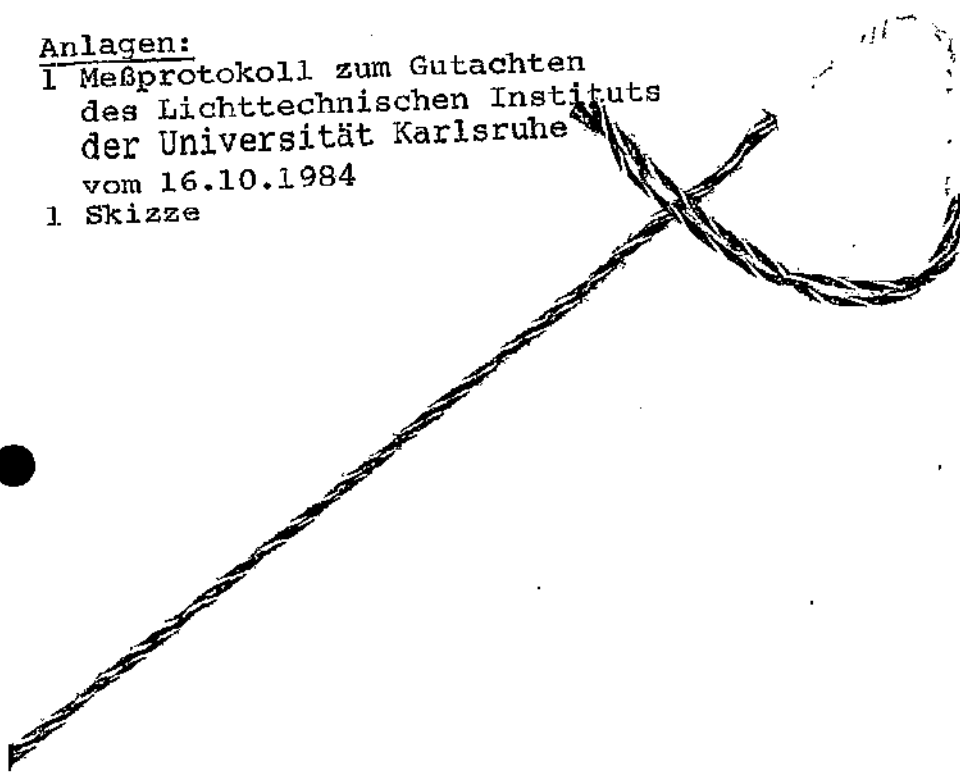 Anlagen:
1 Meßprotokoll zum Gutachten
des Lichttechnischen Instituts
der Universität Karlsruhe
vom 16.10.1984
1 Skizze